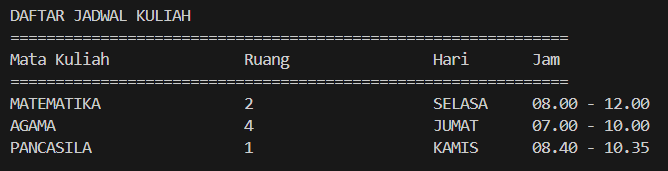 DAFTAR JADWAL KULIAH
==============================================================
Mata Kuliah               Ruang                Hari       Jam
==============================================================
MATEMATIKA                2                    SELASA     08.00 - 12.00
AGAMA                     4                    JUMAT      07.00 - 10.00
PANCASILA                 1                    KAMIS      08.40 - 10.35